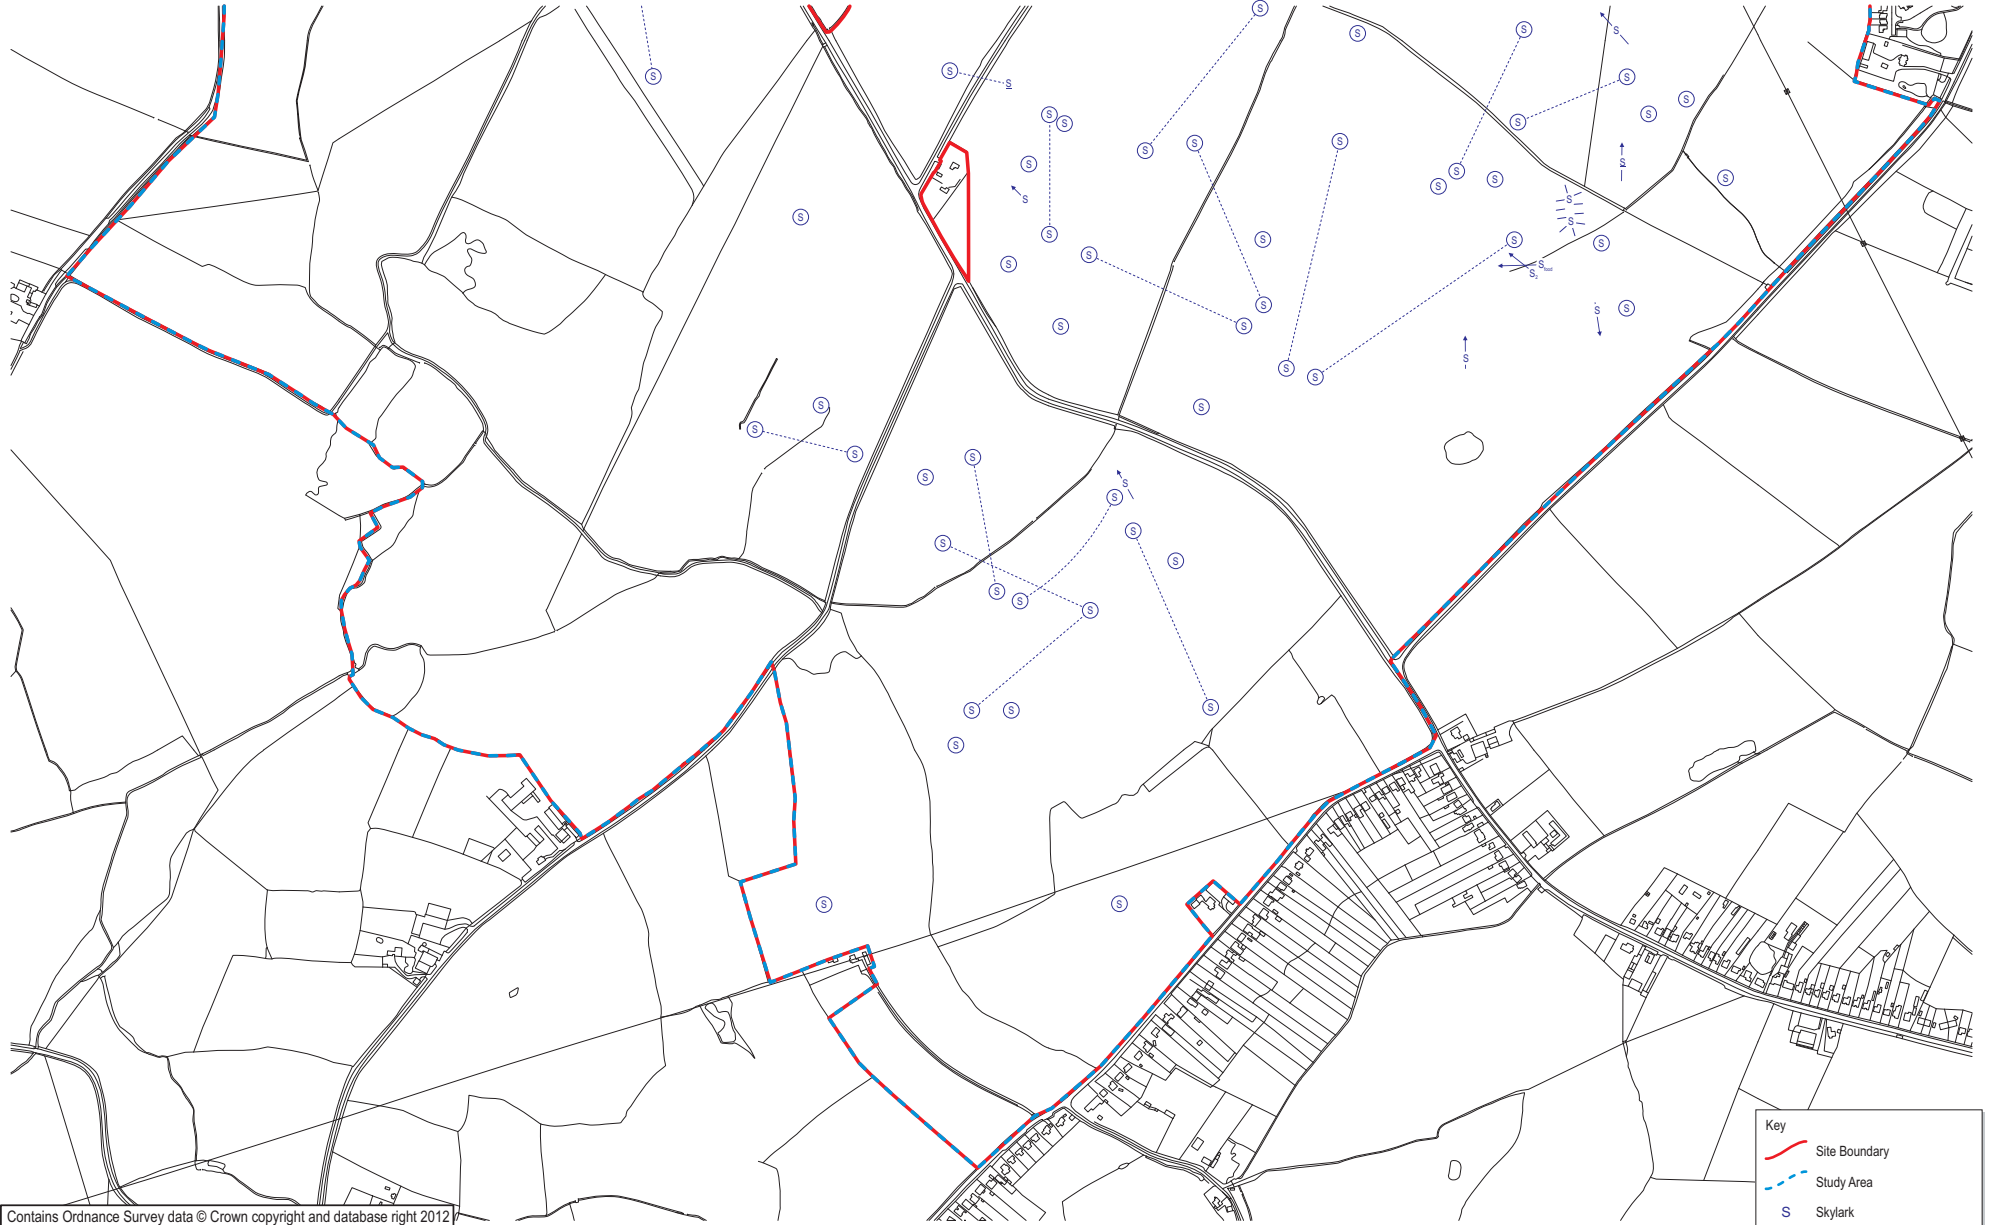 Key
Site Boundary
Study Area
S Skylark
Contains Ordnance Survey data © Crown copyright and database right 2012